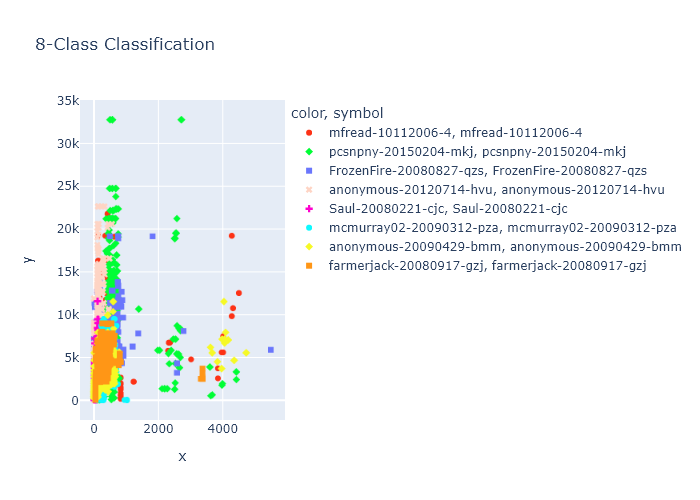 8-Class Classification
color, symbol
mfread-10112006-4, mfread-10112006-4
pcsnpny-20150204-mkj, pcsnpny-20150204-mkj
FrozenFire-20080827-qzs, FrozenFire-20080827-qzs
anonymous-20120714-hvu, anonymous-20120714-hvu
Saul-20080221-cjc, Saul-20080221-cjc
mcmurray02-20090312-pza, mcmurray02-20090312-pza
anonymous-20090429-bmm, anonymous-20090429-bmm
farmerjack-20080917-gzj, farmerjack-20080917-gzj
35k
30k
25k
20k
15k
10k
5k
0
y
0 2000 4000
x